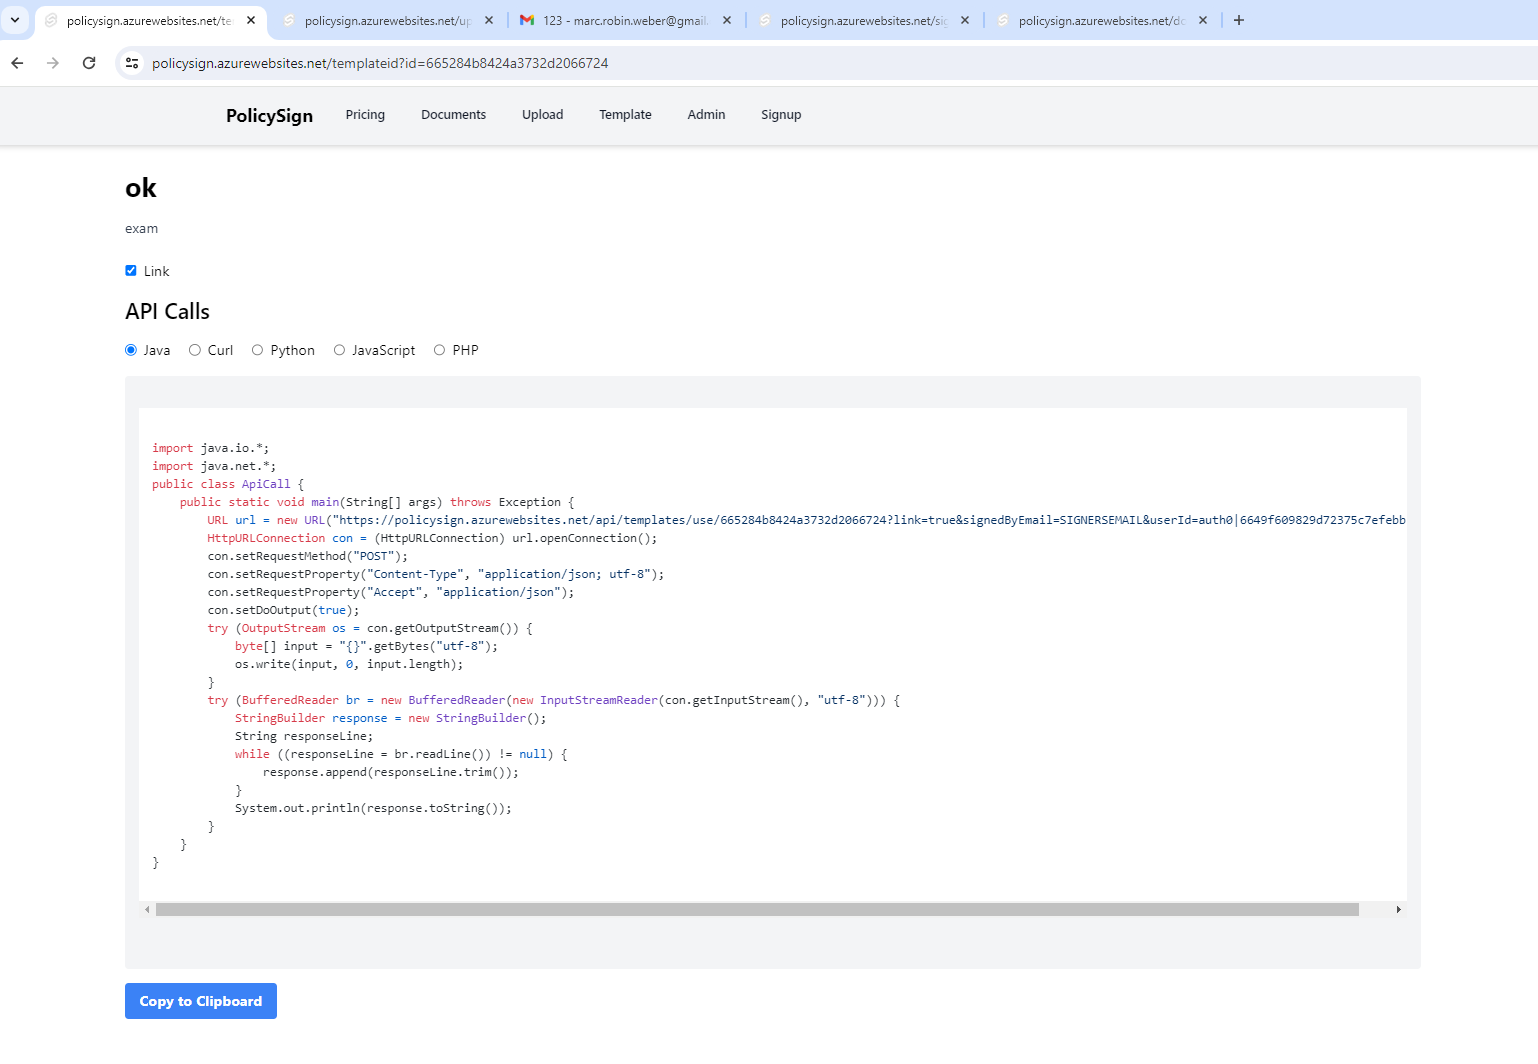 policysign.azurewebsites.net/te
policysign.azurewebsites.net/up
123 - marc.robin.weber@gmail.
policysign.azurewebsites.net/sig
policysign.azurewebsites.net/do
policysign.azurewebsites.net/templateid?id=665284b8424a3732d2066724
PolicySign Pricing Documents Upload Template Admin Signup
ok
exam
Link
API Calls
Java Curl Python JavaScript PHP
import java.io.*;
import java.net.*;
public class ApiCall {
    public static void main(String[] args) throws Exception {
        URL url = new URL("https://policysign.azurewebsites.net/api/templates/use/665284b8424a3732d2066724?link=true&signedByEmail=SIGNERSEMAIL&userId=auth0|6649f609829d72375c7efebb
        HttpURLConnection con = (HttpURLConnection) url.openConnection();
        con.setRequestMethod("POST");
        con.setRequestProperty("Content-Type", "application/json; utf-8");
        con.setRequestProperty("Accept", "application/json");
        con.setDoOutput(true);
        try (OutputStream os = con.getOutputStream()) {
            byte[] input = "{}".getBytes("utf-8");
            os.write(input, 0, input.length);
        }
        try (BufferedReader br = new BufferedReader(new InputStreamReader(con.getInputStream(), "utf-8"))) {
            StringBuilder response = new StringBuilder();
            String responseLine;
            while ((responseLine = br.readLine()) != null) {
                response.append(responseLine.trim());
            }
            System.out.println(response.toString());
        }
    }
}
Copy to Clipboard